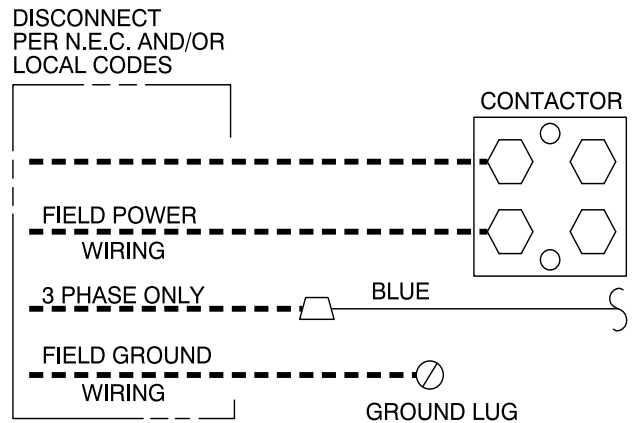 DISCONNECT
PER N.E.C. AND/OR
LOCAL CODES
CONTACTOR
FIELD POWER
WIRING
3 PHASE ONLY
BLUE
FIELD GROUND
WIRING
GROUND LUG